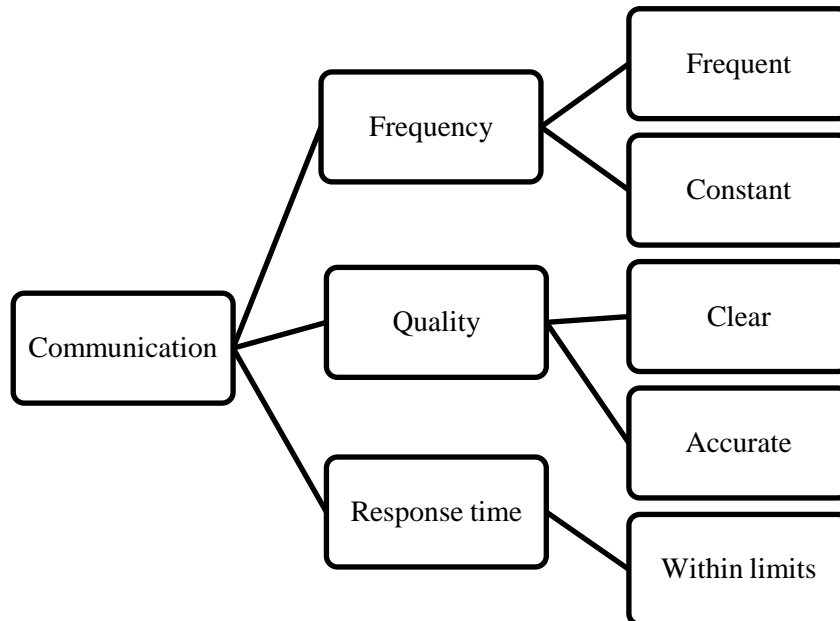 Communication
Frequency
Frequent
Constant
Quality
Clear
Accurate
Response time
Within limits